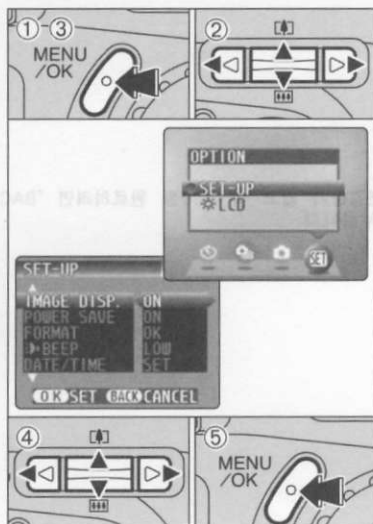 ① ③
MENU
/OK
②
OPTION
SET-UP
LCD
SET
SET-UP
IMAGE DISP. ON
POWER SAVE ON
FORMAT OK
BEEP LOW
DATE/TIME SET
OK SET BACK CANCEL
④
⑤
MENU
/OK